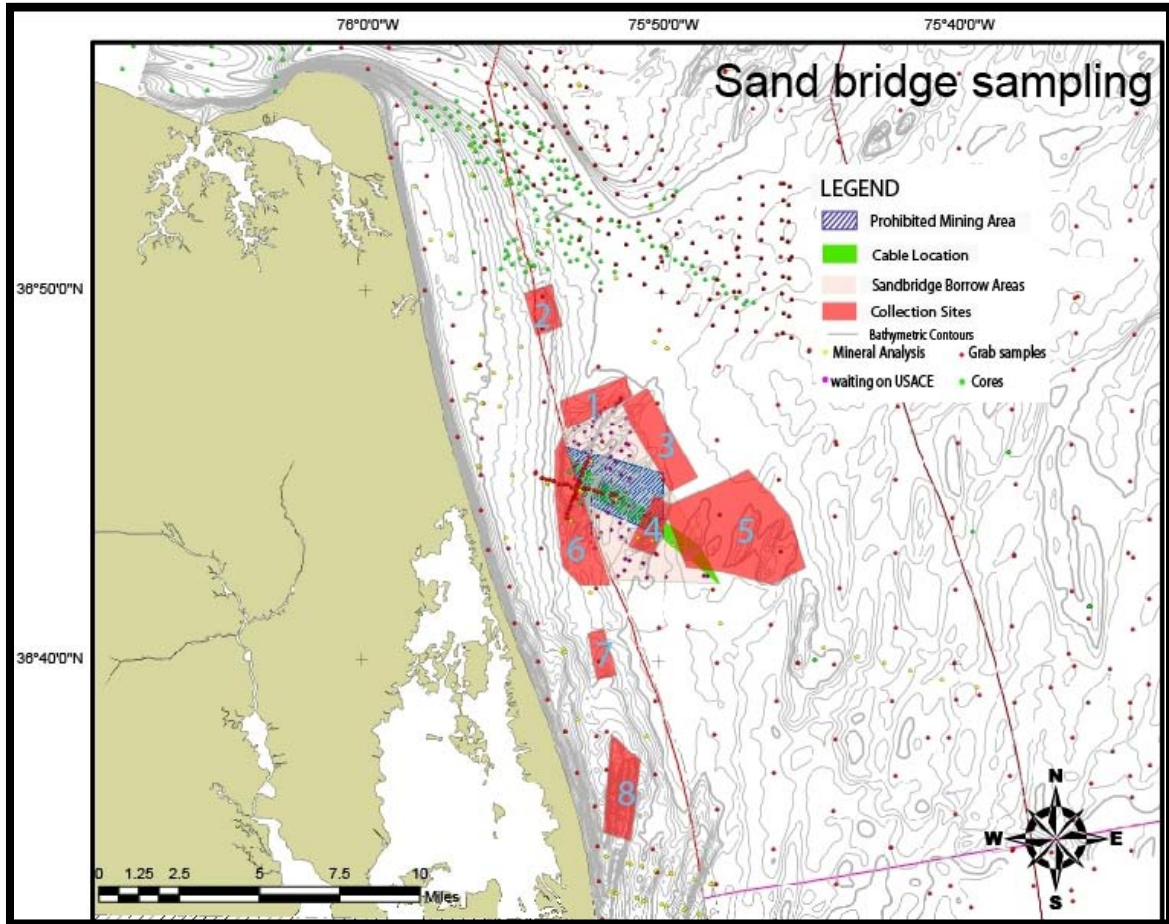 76°0'0"W 75°50'0"W 75°40'0"W
Sand bridge sampling
LEGEND
Prohibited Mining Area
Cable Location
Sandbridge Borrow Areas
Collection Sites
Bathymetric Contours
Mineral Analysis Grab samples
waiting on USACE Cores
36°50'0"N
2
1
3
4 5
6
36°40'0"N
7
8
N
W E
S
0 1.25 2.5 5 7.5 10
Miles